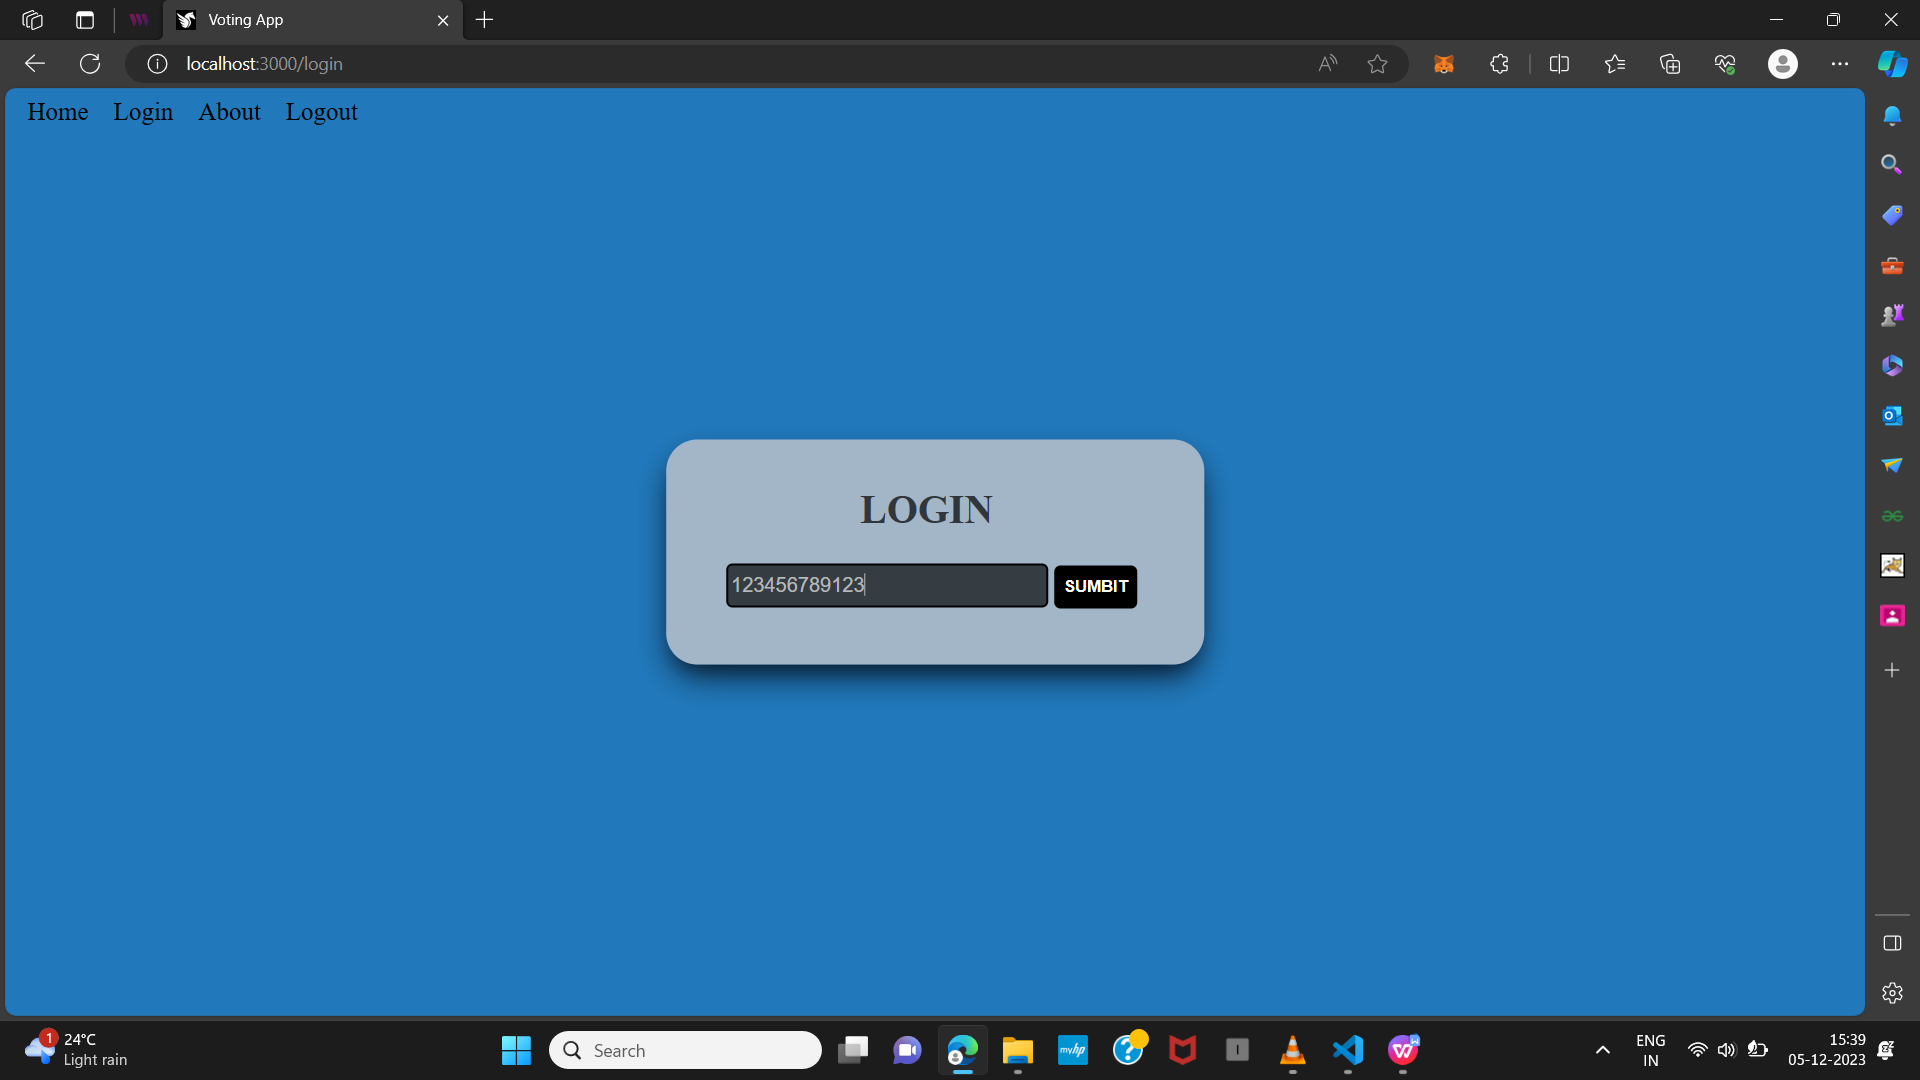 Voting App
localhost:3000/login
Home Login About Logout
LOGIN
123456789123 SUMBIT
1 24°C
Light rain
Search
myhp
ENG
IN
15:39
05-12-2023